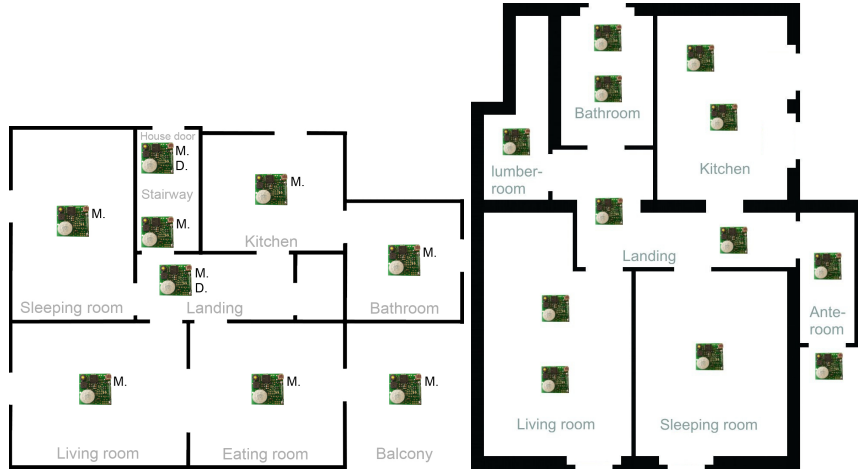 House door
M.
D.
Stairway
M.
M.
Sleeping room
M.
Kitchen
M.
D.
Landing
M.
Bathroom
M.
Living room
M.
Eating room
M.
Balcony
Bathroom
lumber-
room
Kitchen
Landing
Ante-
room
Living room
Sleeping room